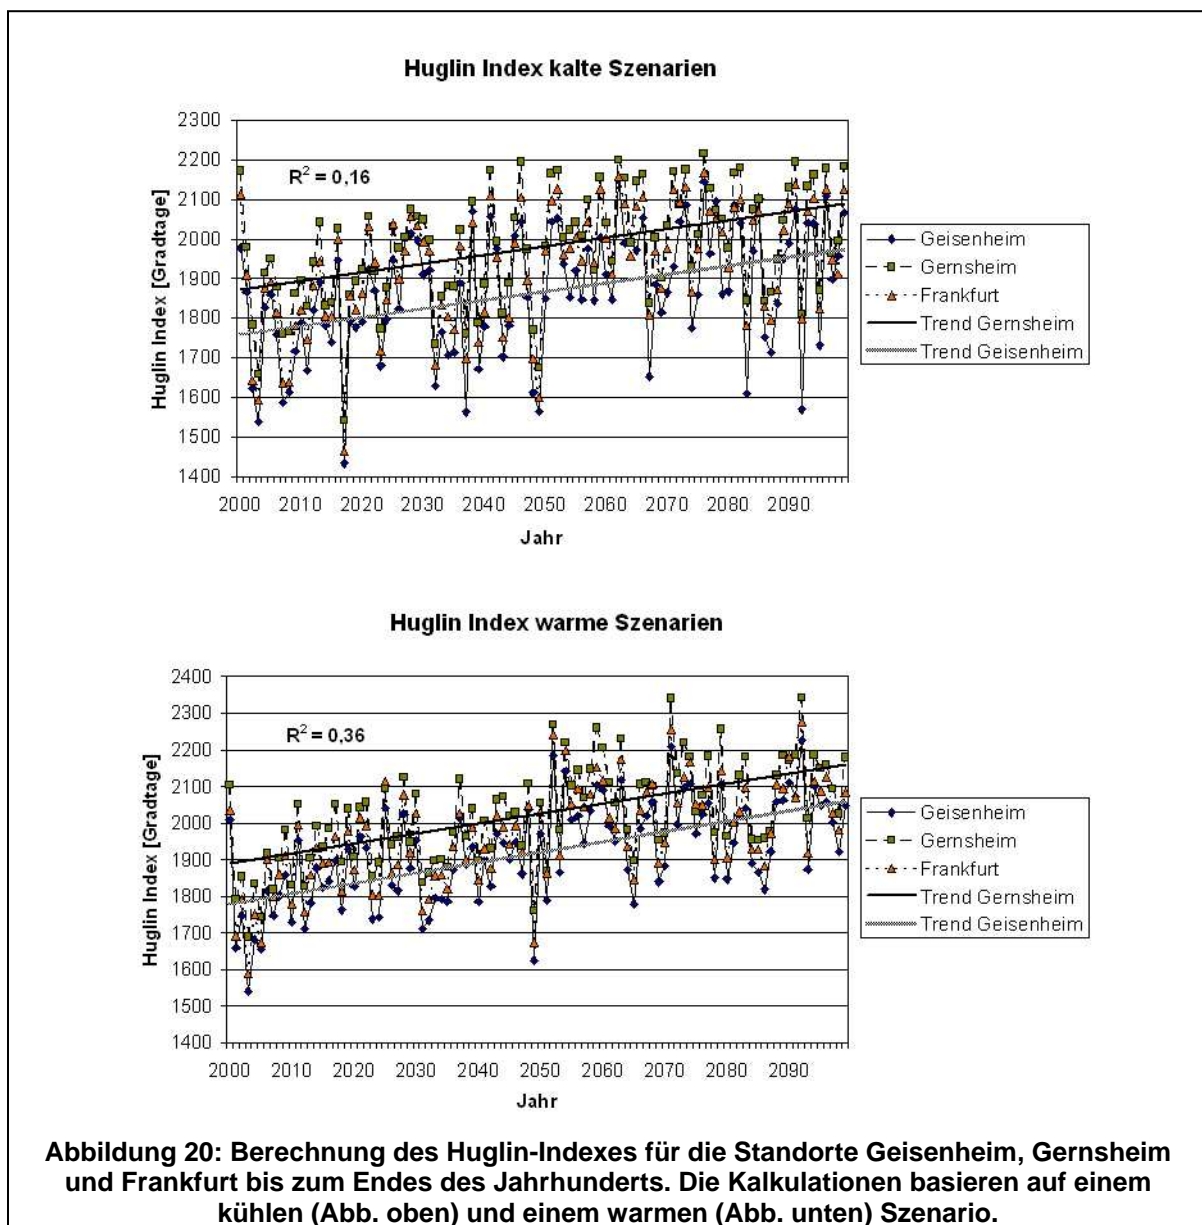 Huglin Index kalte Szenarien
Huglin Index [Gradtage]
2300
2200
2100
2000
1900
1800
1700
1600
1500
1400
R² = 0,16
2000 2010 2020 2030 2040 2050 2060 2070 2080 2090
Jahr
Geisenheim
Gernsheim
Frankfurt
Trend Gernsheim
Trend Geisenheim
Huglin Index warme Szenarien
Huglin Index [Gradtage]
2400
2300
2200
2100
2000
1900
1800
1700
1600
1500
1400
R² = 0,36
2000 2010 2020 2030 2040 2050 2060 2070 2080 2090
Jahr
Geisenheim
Gernsheim
Frankfurt
Trend Gernsheim
Trend Geisenheim
Abbildung 20: Berechnung des Huglin-Indexes für die Standorte Geisenheim, Gernsheim
und Frankfurt bis zum Endes des Jahrhunderts. Die Kalkulationen basieren auf einem
kühlen (Abb. oben) und einem warmen (Abb. unten) Szenario.